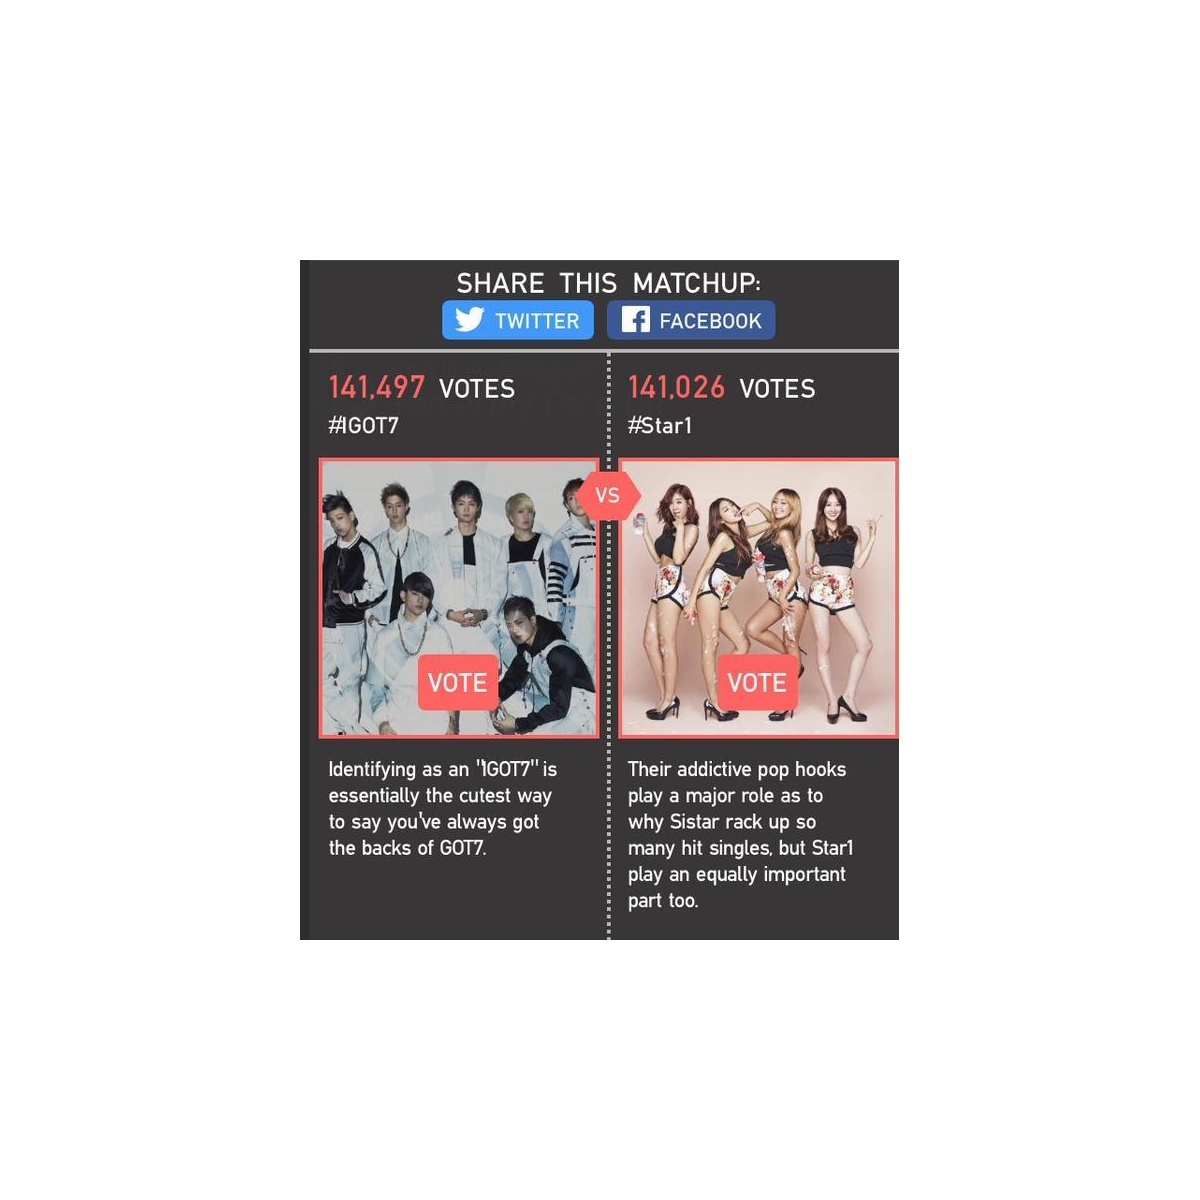 SHARE THIS MATCHUP:
TWITTER FACEBOOK
141,497 VOTES
#IGOT7
VOTE
Identifying as an "IGOT7" is
essentially the cutest way
to say you've always got
the backs of GOT7.
VS
141,026 VOTES
#Star1
VOTE
Their addictive pop hooks
play a major role as to
why Sistar rack up so
many hit singles, but Star1
play an equally important
part too.